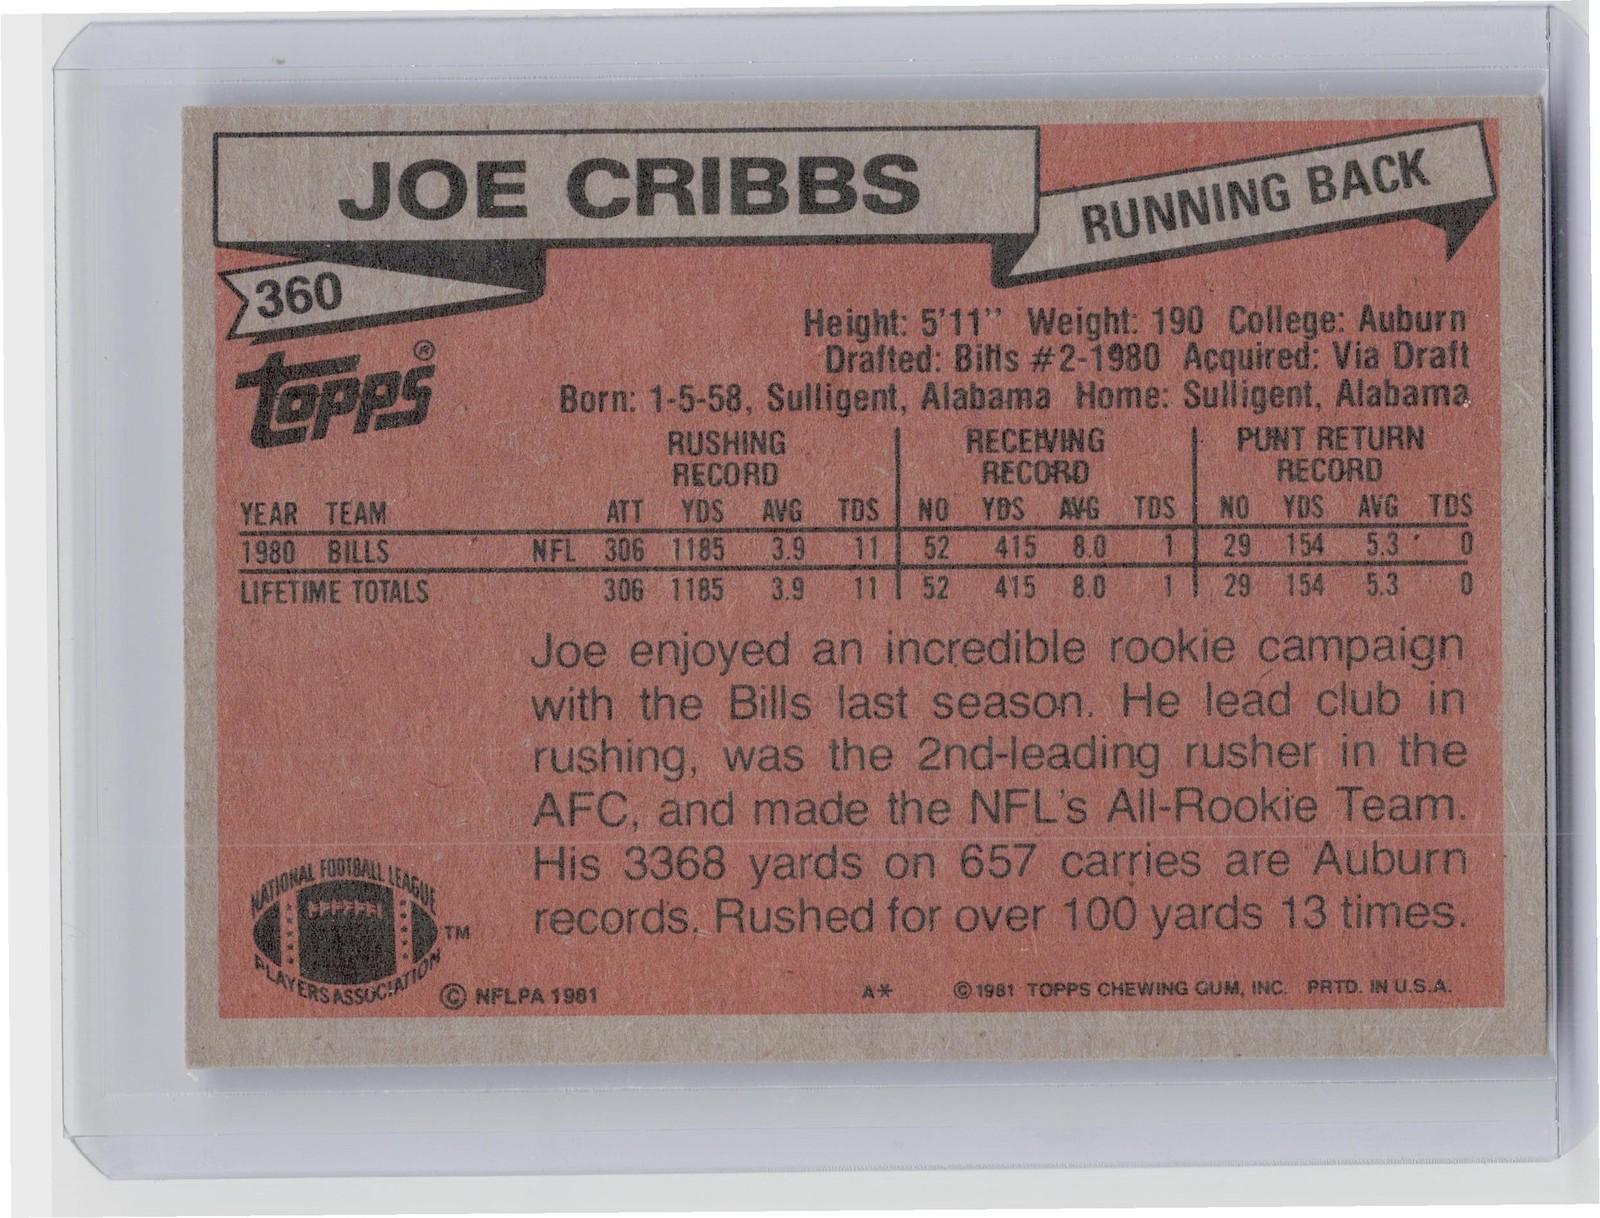 JOE CRIBBS
RUNNING BACK
360
topps®
Height: 5'11" Weight: 190 College: Auburn
Drafted: Bills #2-1980 Acquired: Via Draft
Born: 1-5-58, Sulligent, Alabama Home: Sulligent, Alabama
RUSHING RECORD RECEIVING RECORD PUNT RETURN RECORD
YEAR TEAM ATT YDS AVG TDS NO YDS AVG TDS NO YDS AVG TDS
1980 BILLS NFL 306 1185 3.9 11 52 415 8.0 1 29 154 5.3 0
LIFETIME TOTALS 306 1185 3.9 11 52 415 8.0 1 29 154 5.3 0
Joe enjoyed an incredible rookie campaign
with the Bills last season. He lead club in
rushing, was the 2nd-leading rusher in the
AFC, and made the NFL's All-Rookie Team.
His 3368 yards on 657 carries are Auburn
records. Rushed for over 100 yards 13 times.
NATIONAL FOOTBALL LEAGUE
PLAYERS ASSOCIATION
TM
© NFLPA 1981
A*
©1981 TOPPS CHEWING GUM, INC. PRTD. IN U.S.A.